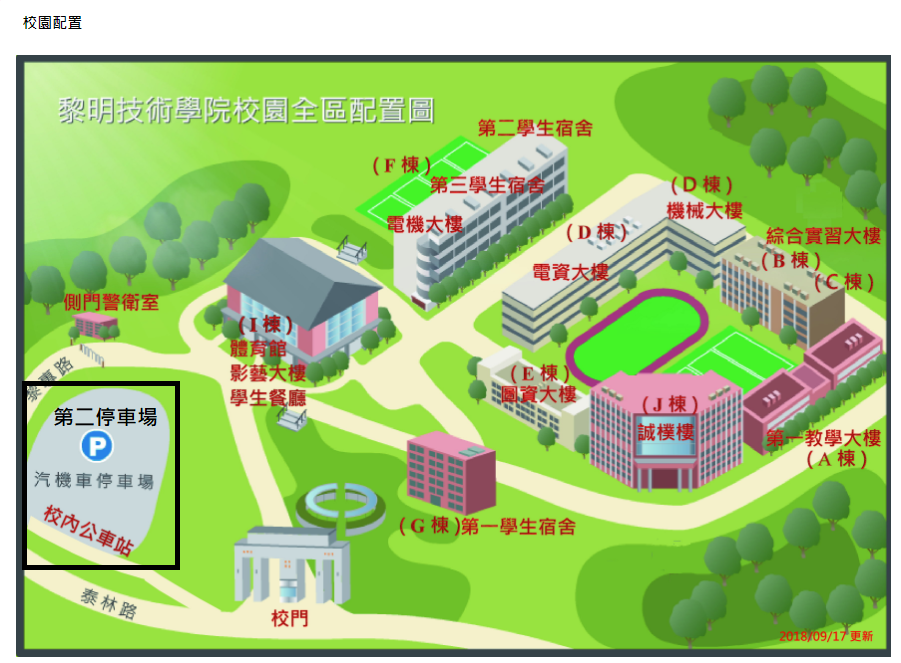 校園配置
黎明技術學院校園全區配置圖
第二學生宿舍
(F 棟)
第三學生宿舍
電機大樓
(D 棟)
機械大樓
(D 棟)
電資大樓
綜合實習大樓
(B 棟)
(C 棟)
側門警衛室
(I 棟)
體育館
影藝大樓
學生餐廳
黎專路
(E 棟)
圖資大樓
(J 棟)
誠樸樓
第一教學大樓
(A 棟)
第二停車場
P
汽機車停車場
校內公車站
(G 棟)第一學生宿舍
泰林路
校門
2018/09/17 更新